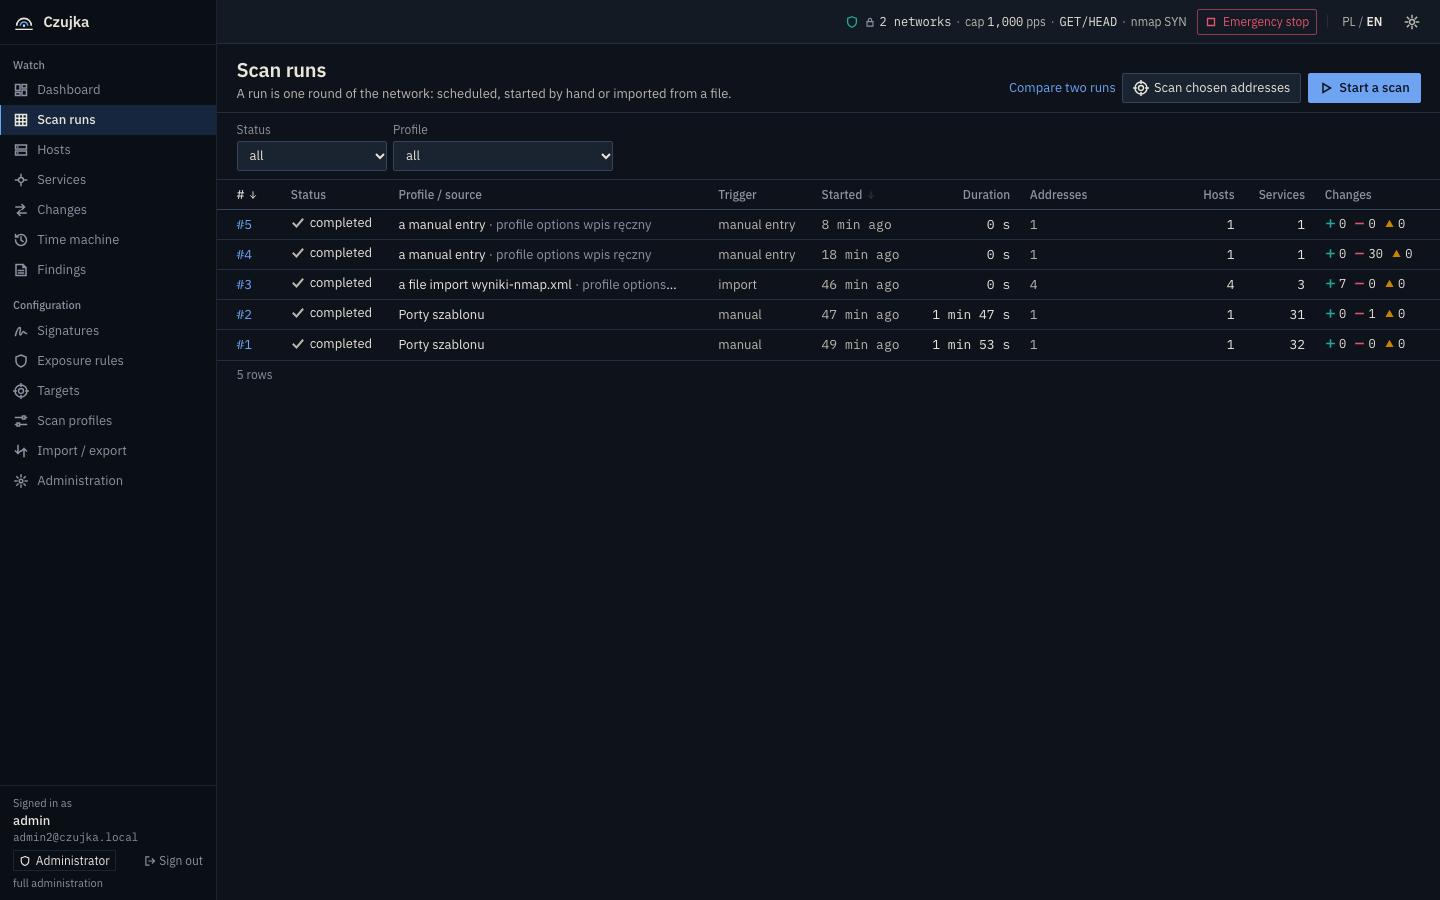 Czujka
2 networks · cap 1,000 pps · GET/HEAD · nmap SYN
Emergency stop
PL / EN
Watch
Dashboard
Scan runs
Hosts
Services
Changes
Time machine
Findings
Configuration
Signatures
Exposure rules
Targets
Scan profiles
Import / export
Administration
Signed in as
admin
admin2@czujka.local
Administrator
Sign out
full administration
Scan runs
A run is one round of the network: scheduled, started by hand or imported from a file.
Compare two runs
Scan chosen addresses
Start a scan
Status
Profile
all
all
# ↓ Status Profile / source Trigger Started ↓ Duration Addresses Hosts Services Changes
#5 completed a manual entry · profile options wpis ręczny manual entry 8 min ago 0 s 1 1 1 + 0 − 0 ▲ 0
#4 completed a manual entry · profile options wpis ręczny manual entry 18 min ago 0 s 1 1 1 + 0 − 30 ▲ 0
#3 completed a file import wyniki-nmap.xml · profile options... import 46 min ago 0 s 4 4 3 + 7 − 0 ▲ 0
#2 completed Porty szablonu manual 47 min ago 1 min 47 s 1 1 31 + 0 − 1 ▲ 0
#1 completed Porty szablonu manual 49 min ago 1 min 53 s 1 1 32 + 0 − 0 ▲ 0
5 rows